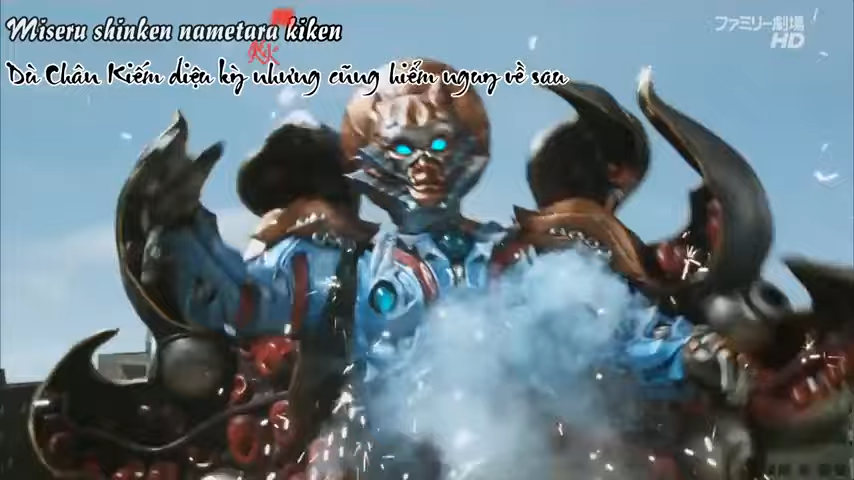 Miseru shinken nametara kiken
ファミリー劇場
HD
Dù Chân Kiếm diệu kỳ nhưng cũng hiểm nguy về sau